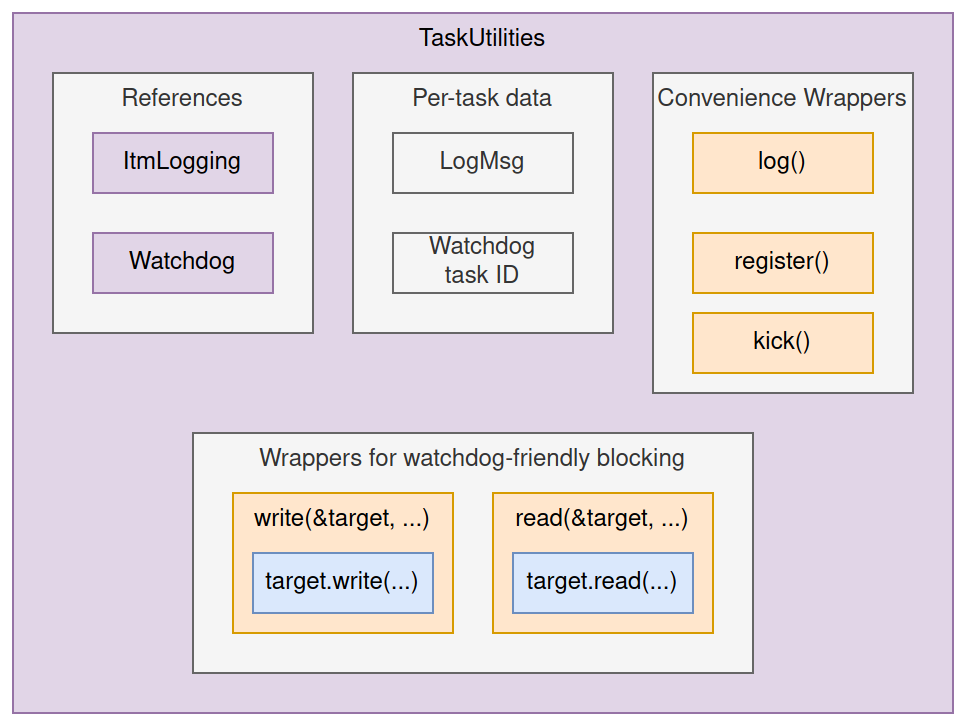 TaskUtilities
References
ItmLogging
Watchdog
Per-task data
LogMsg
Watchdog
task ID
Convenience Wrappers
log()
register()
kick()
Wrappers for watchdog-friendly blocking
write(&target, ...)
target.write(...)
read(&target, ...)
target.read(...)